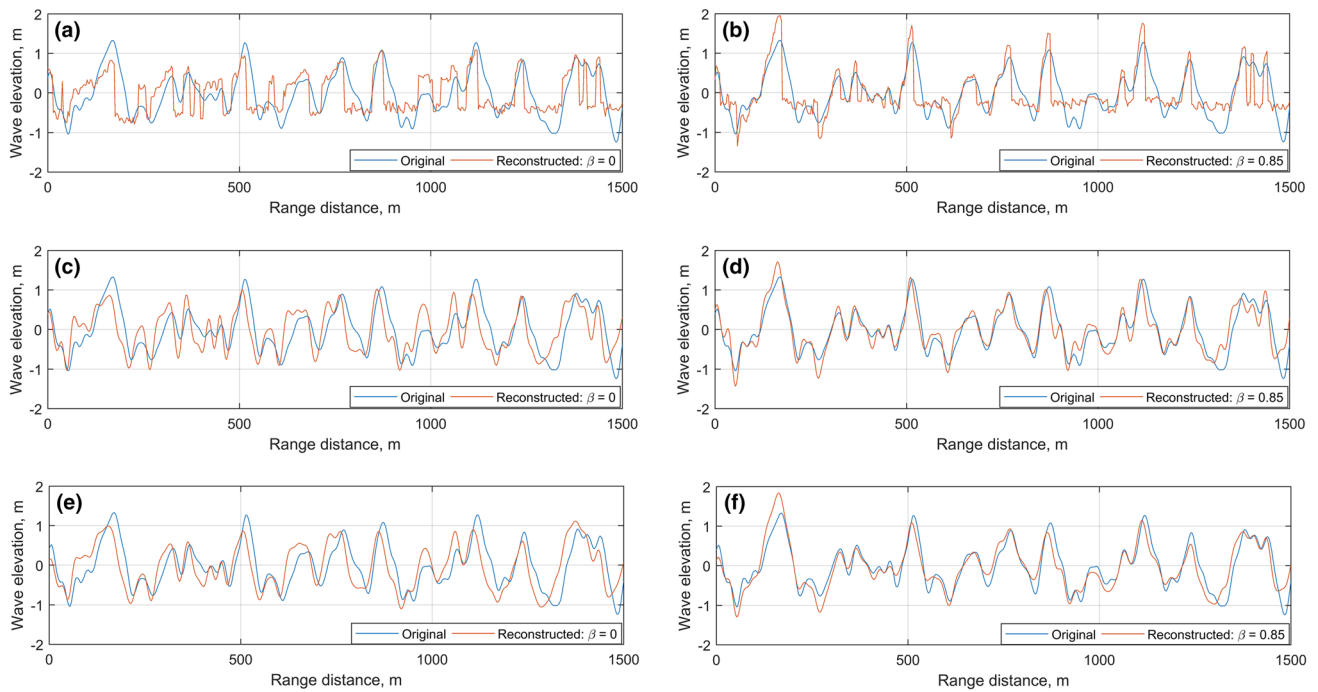 (a)
Wave elevation, m
2
1
0
-1
-2
Original Reconstructed: β = 0
0 500 1000 1500
Range distance, m
(b)
Wave elevation, m
2
1
0
-1
-2
Original Reconstructed: β = 0.85
0 500 1000 1500
Range distance, m
(c)
Wave elevation, m
2
1
0
-1
-2
Original Reconstructed: β = 0
0 500 1000 1500
Range distance, m
(d)
Wave elevation, m
2
1
0
-1
-2
Original Reconstructed: β = 0.85
0 500 1000 1500
Range distance, m
(e)
Wave elevation, m
2
1
0
-1
-2
Original Reconstructed: β = 0
0 500 1000 1500
Range distance, m
(f)
Wave elevation, m
2
1
0
-1
-2
Original Reconstructed: β = 0.85
0 500 1000 1500
Range distance, m